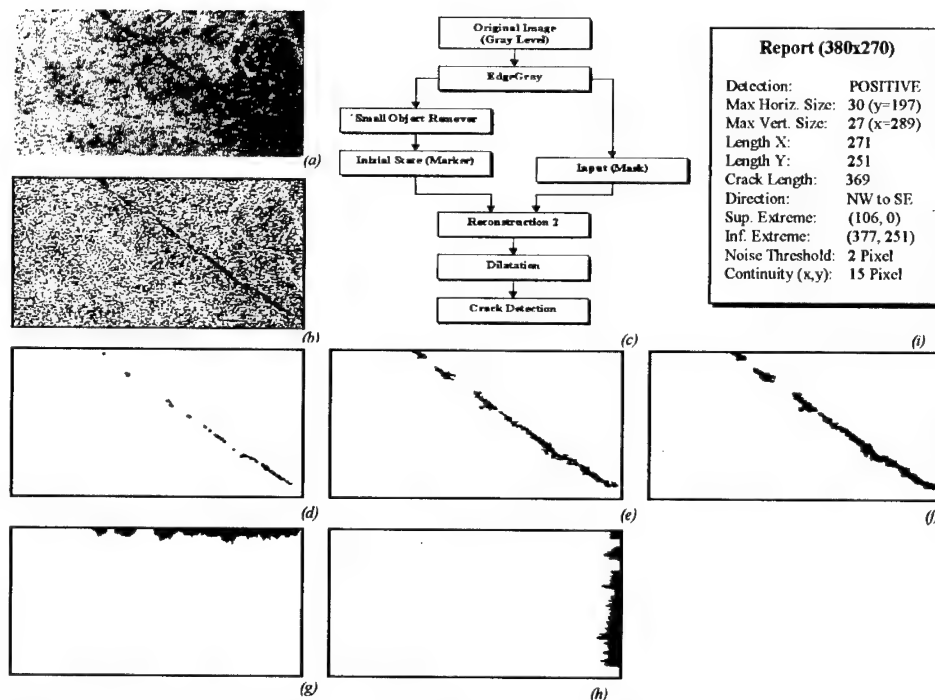 Original Image
(Gray Level)
EdgeGray
Small Object Remover
Inizial State (Marker)
Input (Mask)
Reconstruction 2
Dilatation
Crack Detection
Report (380x270)
Detection: POSITIVE
Max Horiz. Size: 30 (y=197)
Max Vert. Size: 27 (x=289)
Length X: 271
Length Y: 251
Crack Length: 369
Direction: NW to SE
Sup. Extreme: (106, 0)
Inf. Extreme: (377, 251)
Noise Threshold: 2 Pixel
Continuity (x,y): 15 Pixel
(a)
(b)
(c)
(i)
(d)
(e)
(f)
(g)
(h)